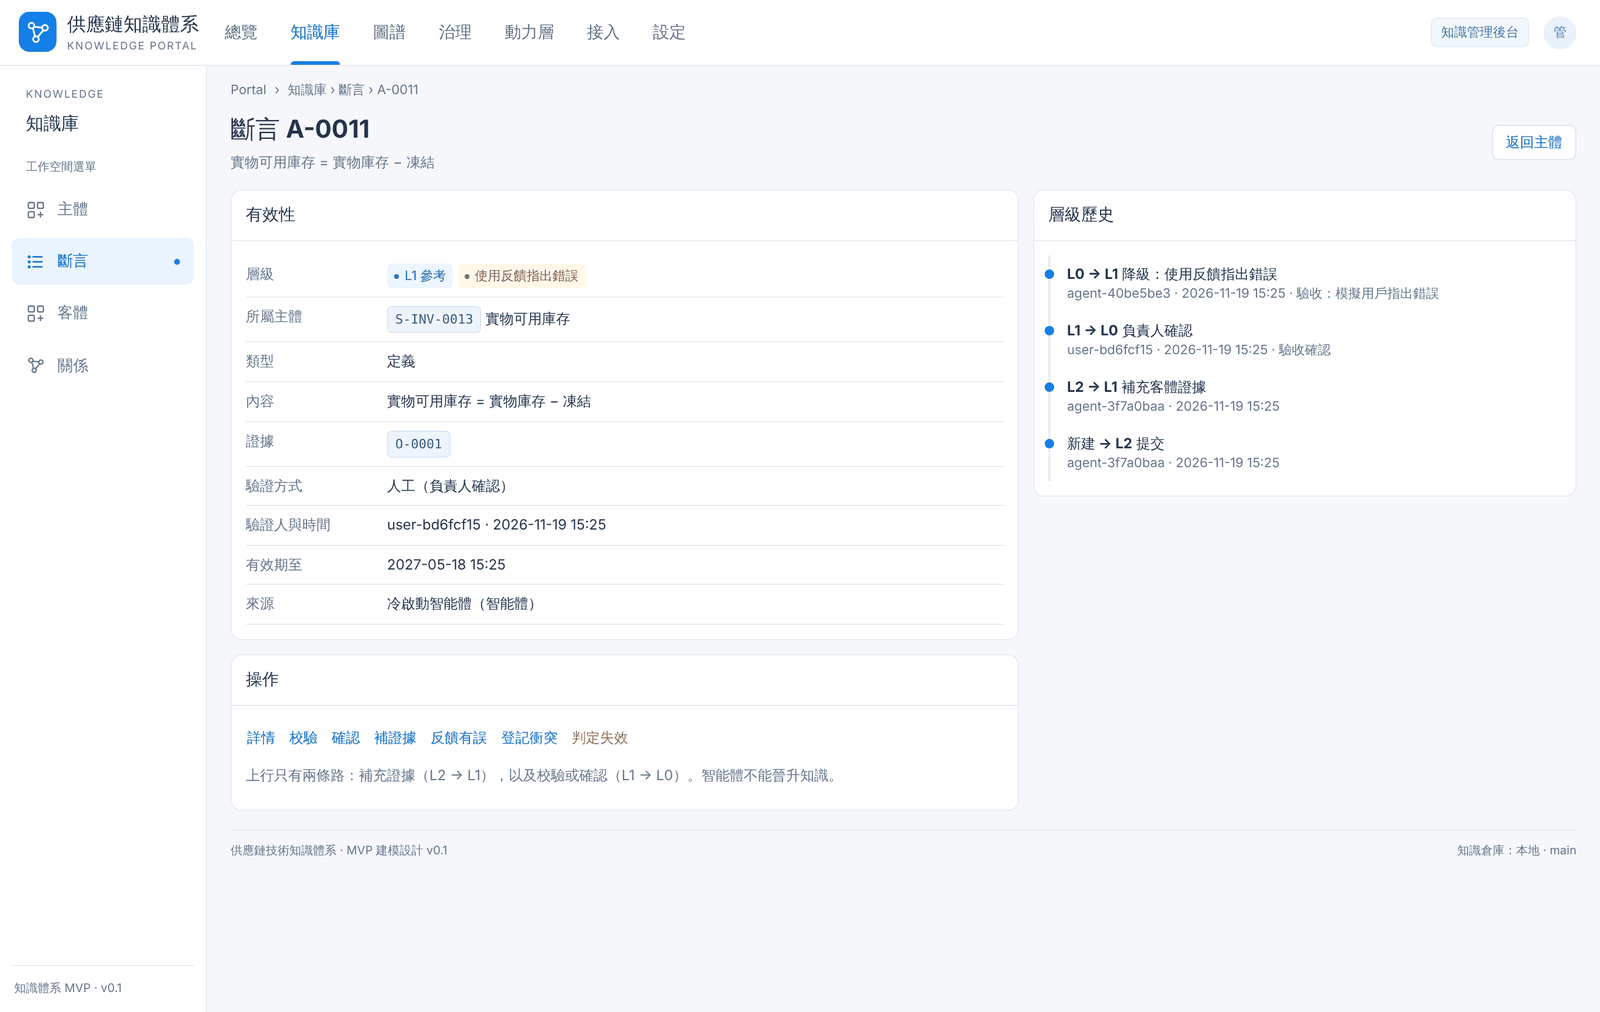 供應鏈知識體系
KNOWLEDGE PORTAL
總覽 知識庫 圖譜 治理 動力層 接入 設定
知識管理後台 管
KNOWLEDGE
知識庫
工作空間選單
主體
斷言
客體
關係
知識體系 MVP · v0.1
Portal › 知識庫 › 斷言 › A-0011
斷言 A-0011
實物可用庫存 = 實物庫存 − 凍結
返回主體
有效性
層級 L1 參考 使用反饋指出錯誤
所屬主體 S-INV-0013 實物可用庫存
類型 定義
內容 實物可用庫存 = 實物庫存 − 凍結
證據 O-0001
驗證方式 人工（負責人確認）
驗證人與時間 user-bd6fcf15 · 2026-11-19 15:25
有效期至 2027-05-18 15:25
來源 冷啟動智能體（智能體）
操作
詳情 校驗 確認 補證據 反饋有誤 登記衝突 判定失效
上行只有兩條路：補充證據（L2 → L1），以及校驗或確認（L1 → L0）。智能體不能晉升知識。
層級歷史
L0 → L1 降級：使用反饋指出錯誤
agent-40be5be3 · 2026-11-19 15:25 · 驗收：模擬用戶指出錯誤
L1 → L0 負責人確認
user-bd6fcf15 · 2026-11-19 15:25 · 驗收確認
L2 → L1 補充客體證據
agent-3f7a0baa · 2026-11-19 15:25
新建 → L2 提交
agent-3f7a0baa · 2026-11-19 15:25
供應鏈技術知識體系 · MVP 建模設計 v0.1
知識倉庫：本地 · main